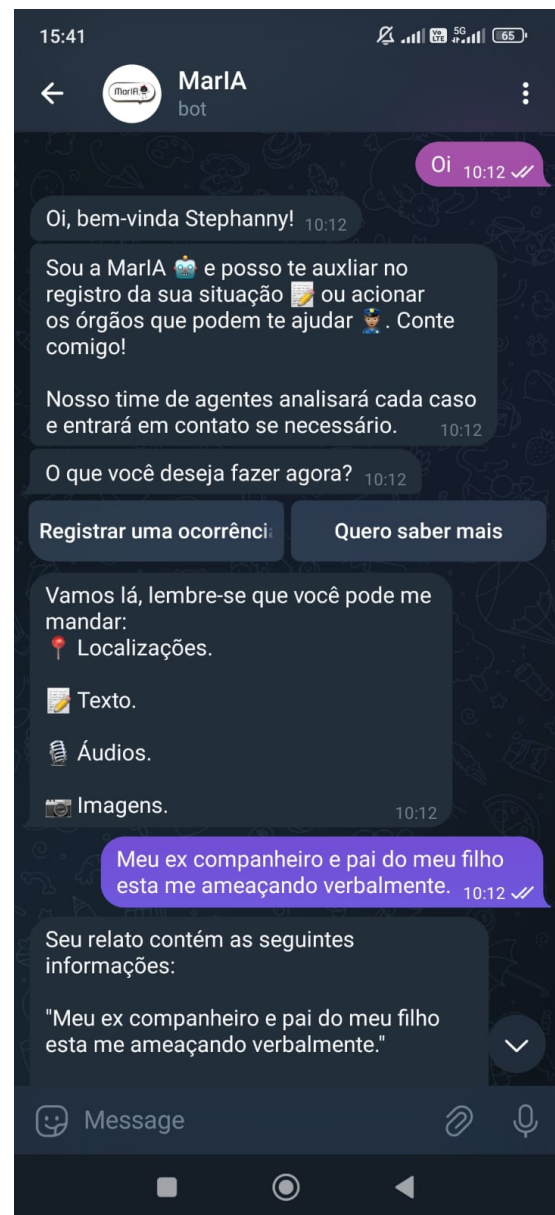 15:41
Vo LTE 5G 65
MarIA
MarIA
bot
Oi 10:12
Oi, bem-vinda Stephanny! 10:12
Sou a MarIA e posso te auxliar no
registro da sua situação ou acionar
os órgãos que podem te ajudar . Conte
comigo!
Nosso time de agentes analisará cada caso
e entrará em contato se necessário. 10:12
O que você deseja fazer agora? 10:12
Registrar uma ocorrênci
Quero saber mais
Vamos lá, lembre-se que você pode me
mandar:
Localizações.
Texto.
Áudios.
Imagens. 10:12
Meu ex companheiro e pai do meu filho
esta me ameaçando verbalmente. 10:12
Seu relato contém as seguintes
informações:
"Meu ex companheiro e pai do meu filho
esta me ameaçando verbalmente."
Message